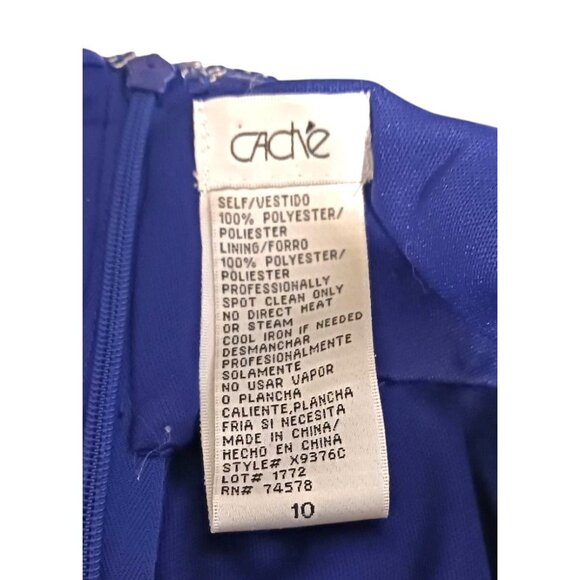 CAChé
SELF/VESTIDO
100% POLYESTER/
POLIESTER
LINING/FORRO
100% POLYESTER/
POLIESTER
PROFESSIONALLY
SPOT CLEAN ONLY
NO DIRECT HEAT
OR STEAM
COOL IRON IF NEEDED
DESMANCHAR
PROFESIONALMENTE
SOLAMENTE
NO USAR VAPOR
O PLANCHA
CALIENTE,PLANCHA
FRIA SI NECESITA
MADE IN CHINA/
HECHO EN CHINA
STYLE# X9376C
LOT# 1772
RN# 74578
10